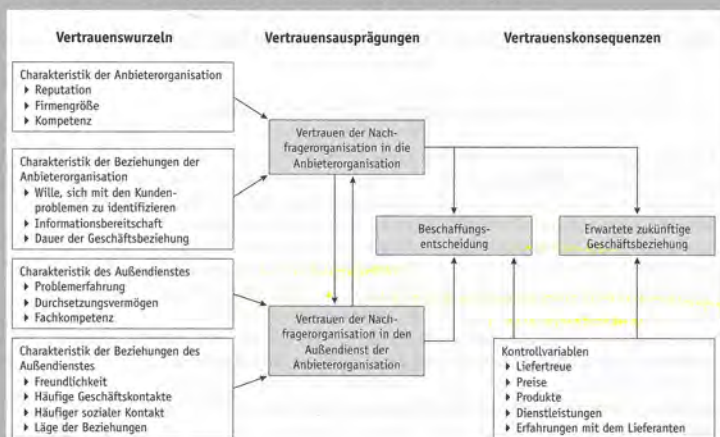 Vertrauenswurzeln
Vertrauensausprägungen
Vertrauenskonsequenzen
Charakteristik der Anbieterorganisation
▸ Reputation
▸ Firmengröße
▸ Kompetenz
Charakteristik der Beziehungen der
Anbieterorganisation
▸ Wille, sich mit den Kunden-
problemen zu identifizieren
▸ Informationsbereitschaft
▸ Dauer der Geschäftsbeziehung
Charakteristik des Außendienstes
▸ Problemerfahrung
▸ Durchsetzungsvermögen
▸ Fachkompetenz
Charakteristik der Beziehungen des
Außendienstes
▸ Freundlichkeit
▸ Häufige Geschäftskontakte
▸ Häufiger sozialer Kontakt
▸ Läge der Beziehungen
Vertrauen der Nach-
fragerorganisation in die
Anbieterorganisation
Vertrauen der Nach-
fragerorganisation in den
Außendienst der
Anbieterorganisation
Beschaffungs-
entscheidung
Erwartete zukünftige
Geschäftsbeziehung
Kontrollvariablen
▸ Liefertreue
▸ Preise
▸ Produkte
▸ Dienstleistungen
▸ Erfahrungen mit dem Lieferanten